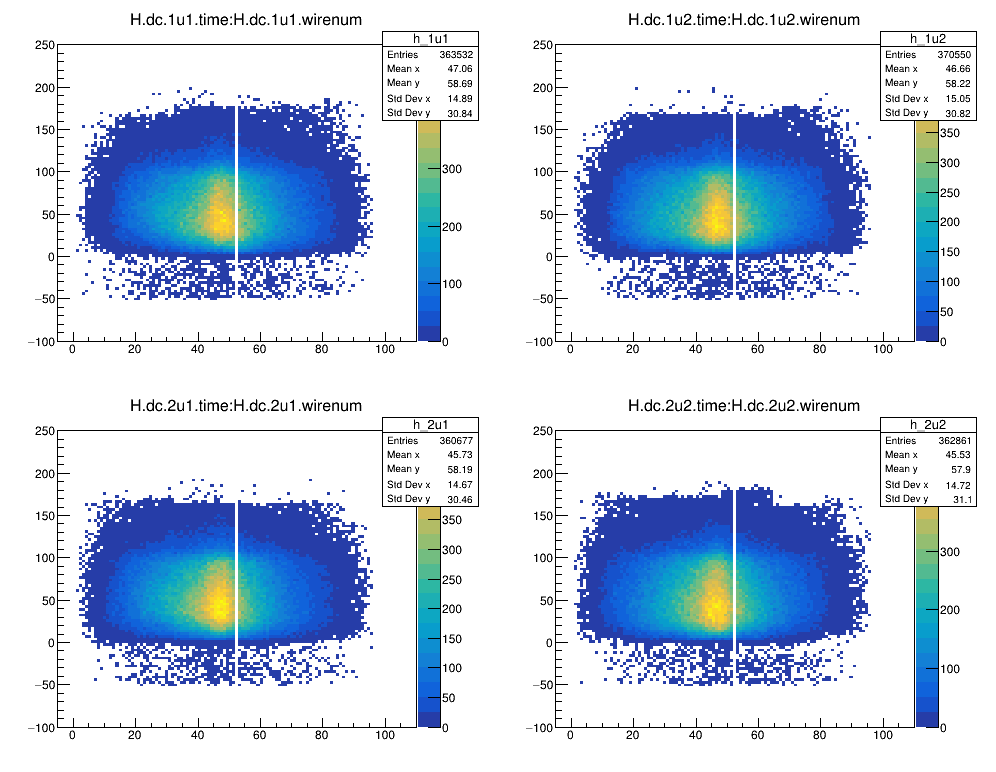 H.dc.1u1.time:H.dc.1u1.wirenum
h_1u1
Entries 363532
Mean x 47.06
Mean y 58.69
Std Dev x 14.89
Std Dev y 30.84
250
200
150
100
50
0
−50
−100
0 20 40 60 80 100
300
200
100
0
H.dc.1u2.time:H.dc.1u2.wirenum
h_1u2
Entries 370550
Mean x 46.66
Mean y 58.22
Std Dev x 15.05
Std Dev y 30.82
250
200
150
100
50
0
−50
−100
0 20 40 60 80 100
350
300
250
200
150
100
50
0
H.dc.2u1.time:H.dc.2u1.wirenum
h_2u1
Entries 360677
Mean x 45.73
Mean y 58.19
Std Dev x 14.67
Std Dev y 30.46
250
200
150
100
50
0
−50
−100
0 20 40 60 80 100
350
300
250
200
150
100
50
0
H.dc.2u2.time:H.dc.2u2.wirenum
h_2u2
Entries 362861
Mean x 45.53
Mean y 57.9
Std Dev x 14.72
Std Dev y 31.1
250
200
150
100
50
0
−50
−100
0 20 40 60 80 100
300
200
100
0